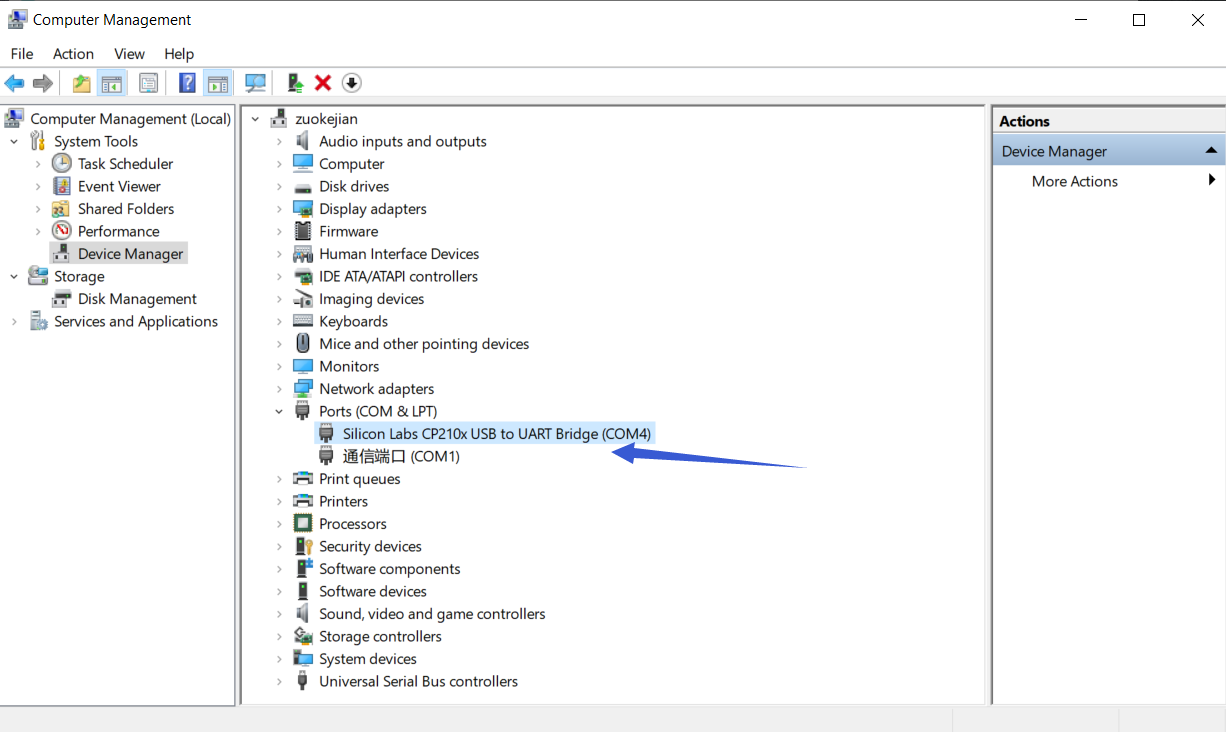 Computer Management
File Action View Help
Computer Management (Local)
System Tools
Task Scheduler
Event Viewer
Shared Folders
Performance
Device Manager
Storage
Disk Management
Services and Applications
zuokejian
Audio inputs and outputs
Computer
Disk drives
Display adapters
Firmware
Human Interface Devices
IDE ATA/ATAPI controllers
Imaging devices
Keyboards
Mice and other pointing devices
Monitors
Network adapters
Ports (COM & LPT)
Silicon Labs CP210x USB to UART Bridge (COM4)
通信端口 (COM1)
Print queues
Printers
Processors
Security devices
Software components
Software devices
Sound, video and game controllers
Storage controllers
System devices
Universal Serial Bus controllers
Actions
Device Manager
More Actions